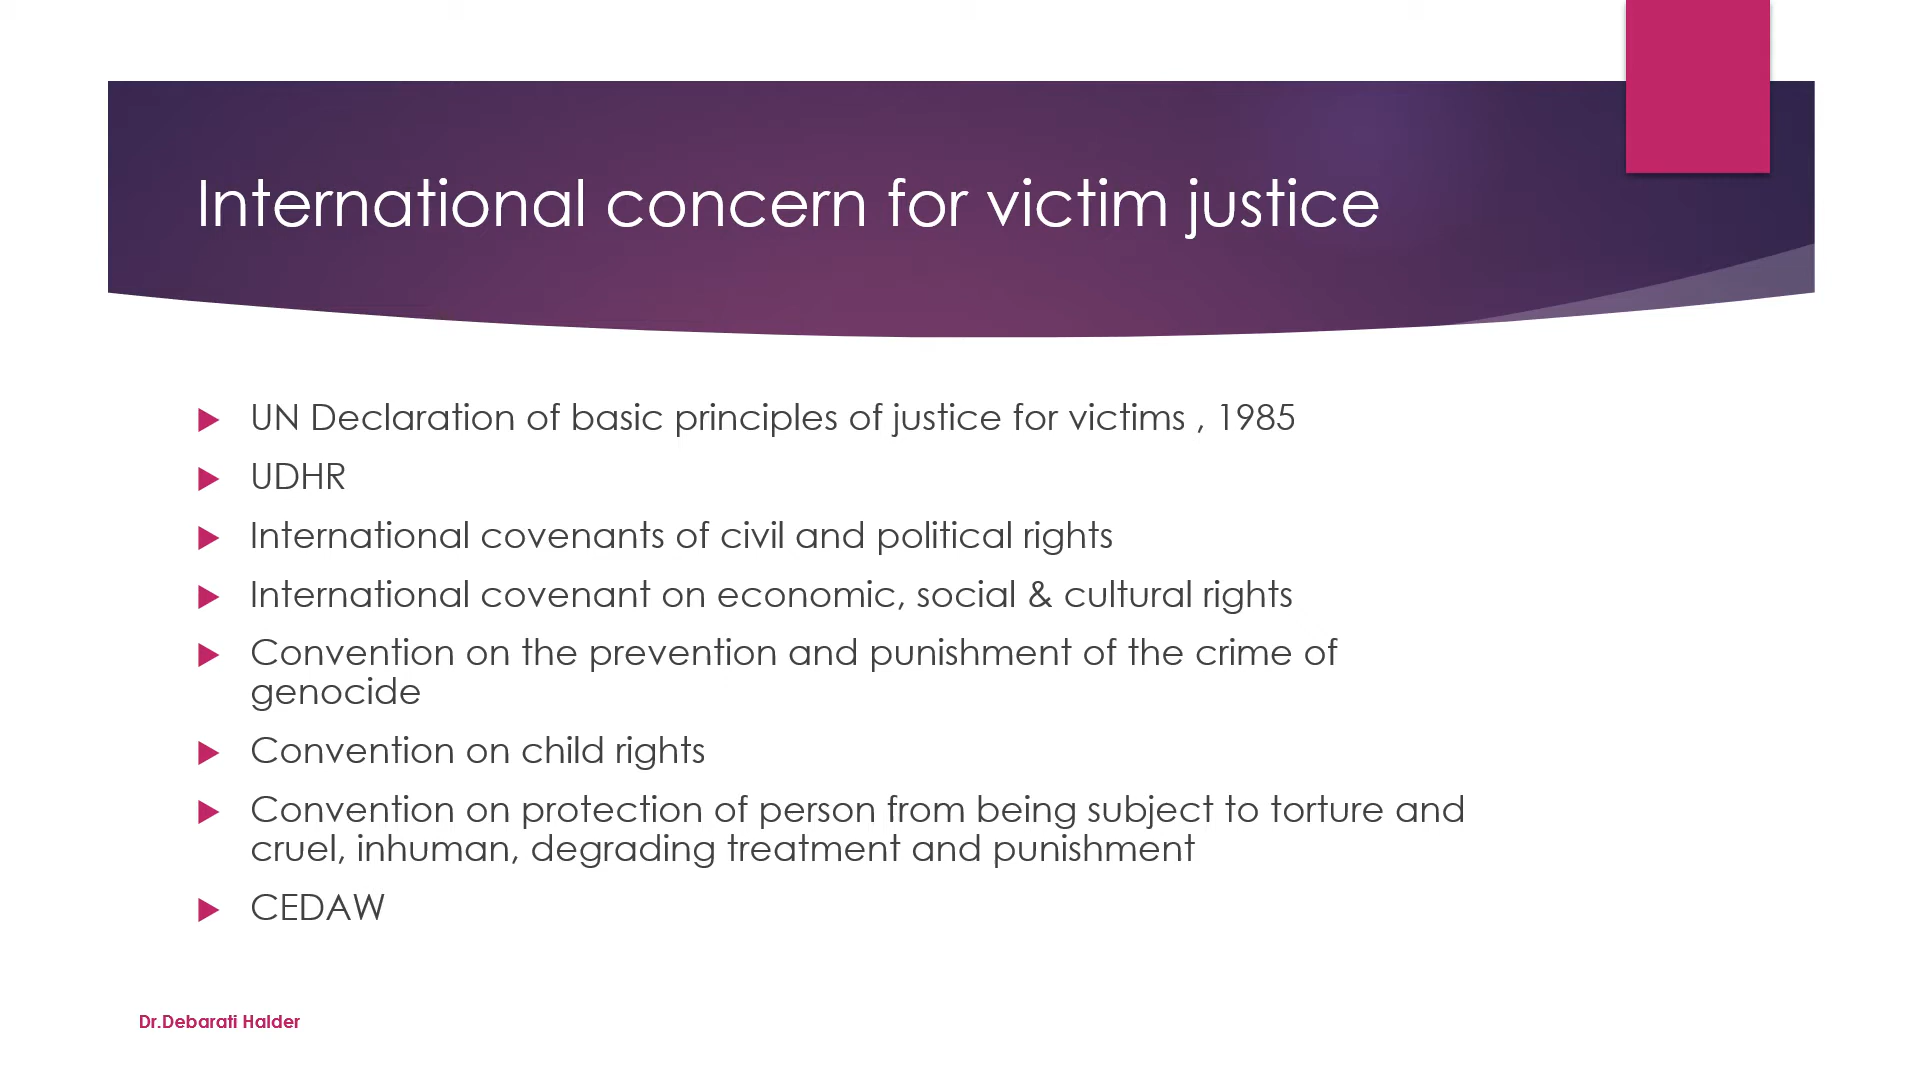 International concern for victim justice
UN Declaration of basic principles of justice for victims , 1985
UDHR
International covenants of civil and political rights
International covenant on economic, social & cultural rights
Convention on the prevention and punishment of the crime of
genocide
Convention on child rights
Convention on protection of person from being subject to torture and
cruel, inhuman, degrading treatment and punishment
CEDAW
Dr.Debarati Halder